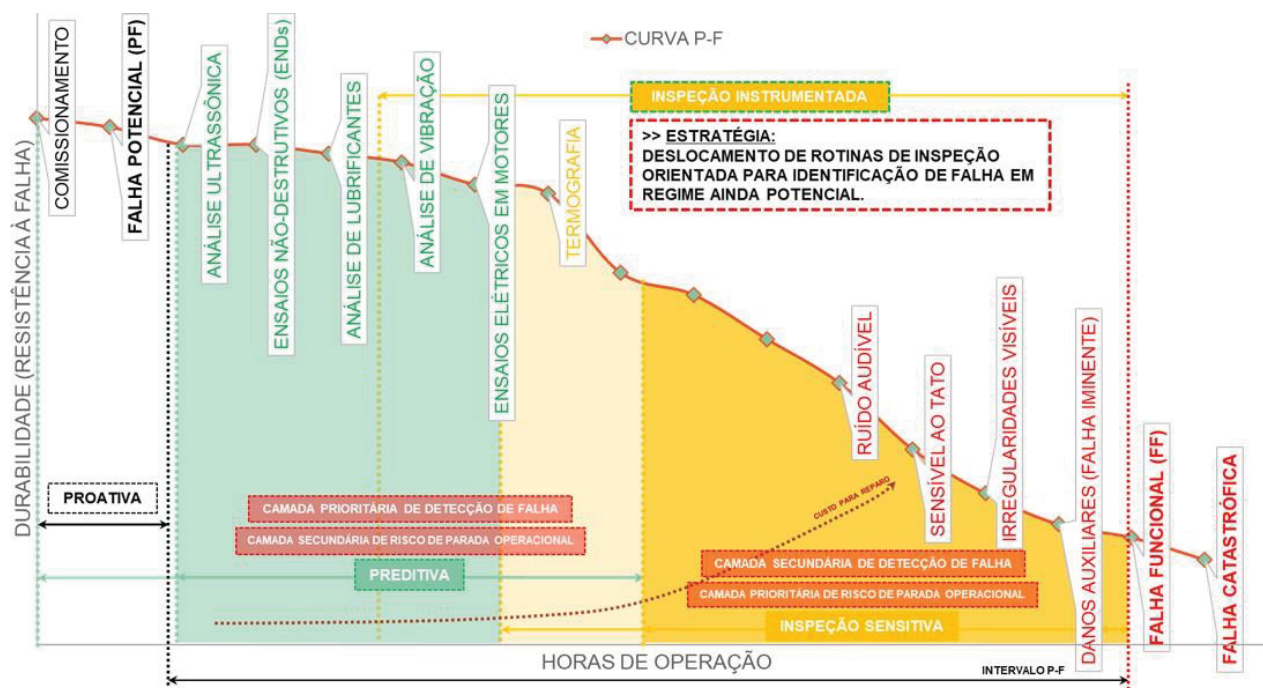 CURVA P-F
COMISSIONAMENTO
FALHA POTENCIAL (PF)
ANÁLISE ULTRASSÔNICA
ENSAIOS NÃO-DESTRUTIVOS (ENDs)
ANÁLISE DE LUBRIFICANTES
ANÁLISE DE VIBRAÇÃO
ENSAIOS ELÉTRICOS EM MOTORES
TERMOGRAFIA
INSPEÇÃO INSTRUMENTADA
>> ESTRATÉGIA:
DESLOCAMENTO DE ROTINAS DE INSPEÇÃO
ORIENTADA PARA IDENTIFICAÇÃO DE FALHA EM
REGIME AINDA POTENCIAL.
DURABILIDADE (RESISTÊNCIA À FALHA)
RUÍDO AUDÍVEL
SENSÍVEL AO TATO
IRREGULARIDADES VISÍVEIS
DANOS AUXILIARES (FALHA IMINENTE)
FALHA FUNCIONAL (FF)
FALHA CATASTRÓFICA
PROATIVA
CUSTO PARA REPARO
CAMADA PRIORITÁRIA DE DETECÇÃO DE FALHA
CAMADA SECUNDÁRIA DE RISCO DE PARADA OPERACIONAL
PREDITIVA
CAMADA SECUNDÁRIA DE DETECÇÃO DE FALHA
CAMADA PRIORITÁRIA DE RISCO DE PARADA OPERACIONAL
INSPEÇÃO SENSITIVA
HORAS DE OPERAÇÃO
INTERVALO P-F